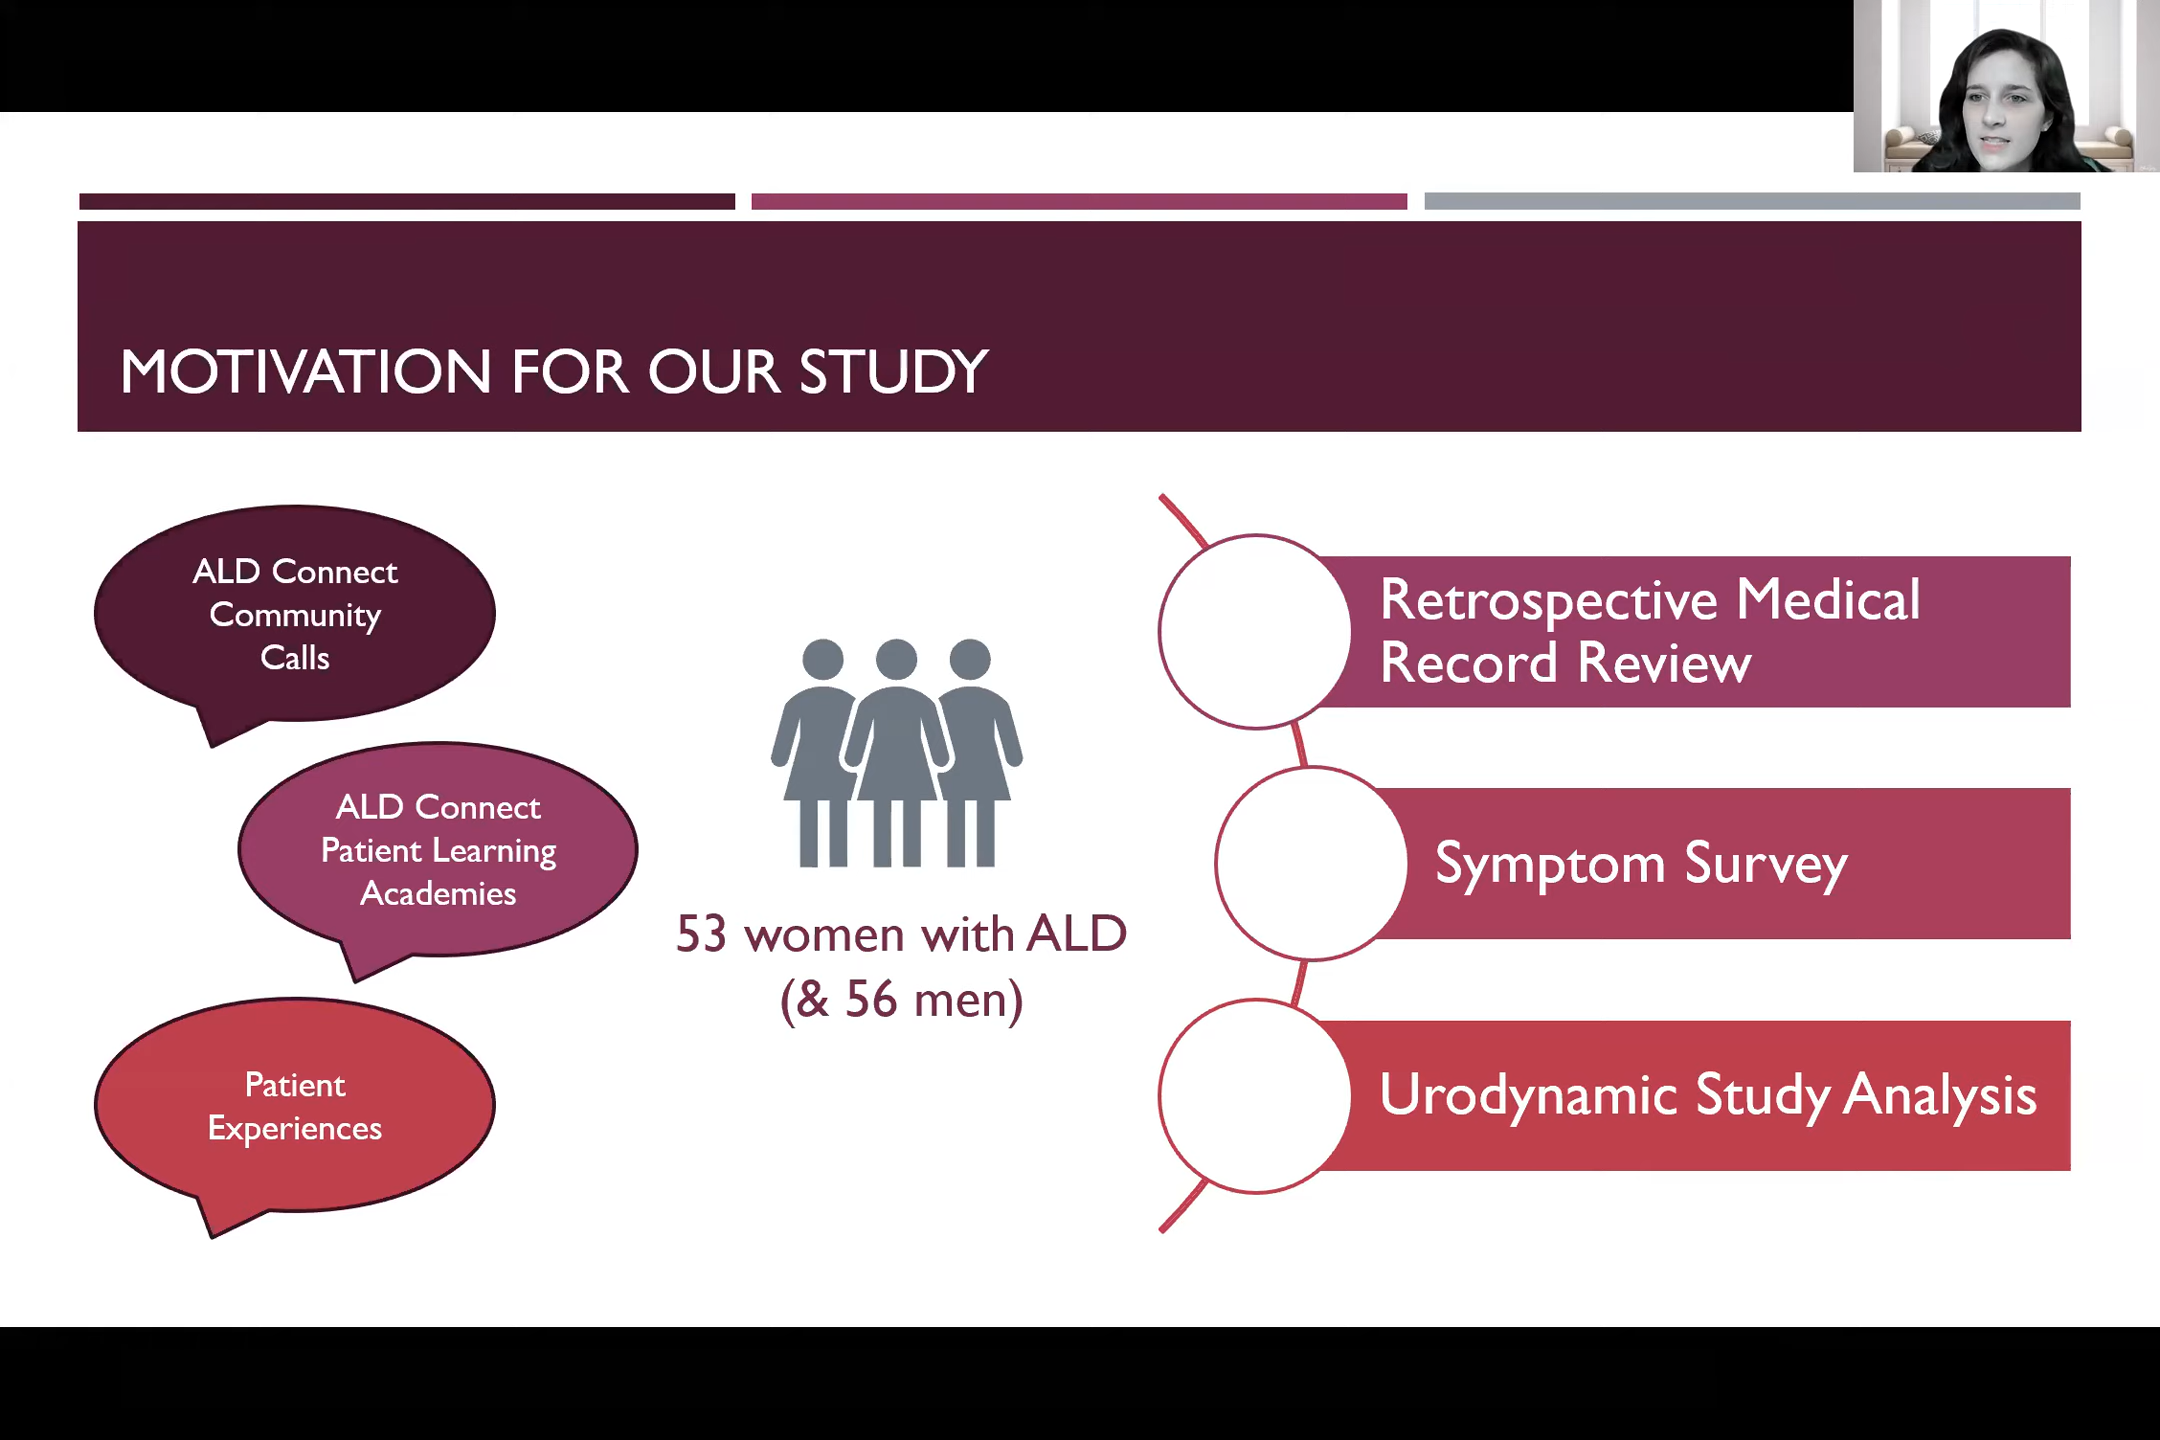 MOTIVATION FOR OUR STUDY
ALD Connect
Community
Calls
ALD Connect
Patient Learning
Academies
Patient
Experiences
53 women with ALD
(& 56 men)
Retrospective Medical
Record Review
Symptom Survey
Urodynamic Study Analysis